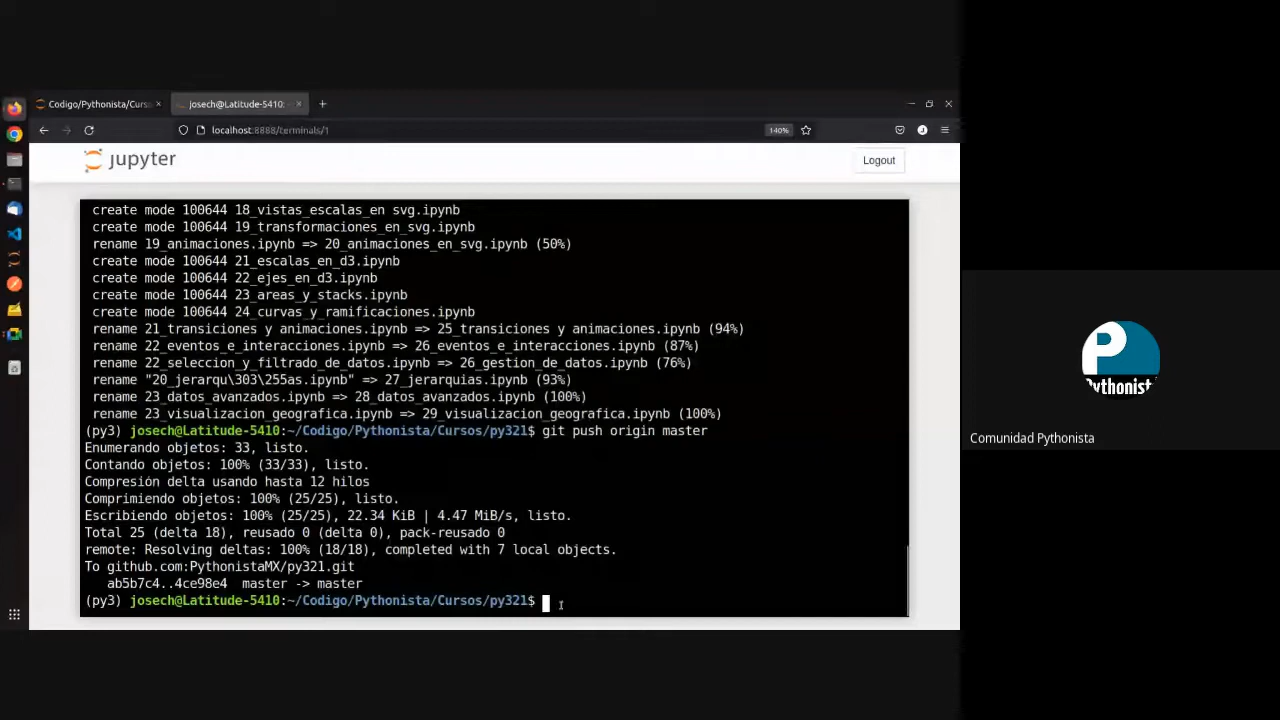 Codigo/Pythonista/Curs
josech@Latitude-5410:
localhost:8888/terminals/1
140%
J
jupyter
Logout
create mode 100644 18_vistas_escalas_en svg.ipynb
create mode 100644 19_transformaciones_en_svg.ipynb
rename 19_animaciones.ipynb => 20_animaciones_en_svg.ipynb (50%)
create mode 100644 21_escalas_en_d3.ipynb
create mode 100644 22_ejes_en_d3.ipynb
create mode 100644 23_areas_y_stacks.ipynb
create mode 100644 24_curvas_y_ramificaciones.ipynb
rename 21_transiciones y animaciones.ipynb => 25_transiciones y animaciones.ipynb (94%)
rename 22_eventos_e_interacciones.ipynb => 26_eventos_e_interacciones.ipynb (87%)
rename 22_seleccion_y_filtrado_de_datos.ipynb => 26_gestion_de_datos.ipynb (76%)
rename "20_jerarqu\303\255as.ipynb" => 27_jerarquias.ipynb (93%)
rename 23_datos_avanzados.ipynb => 28_datos_avanzados.ipynb (100%)
rename 23_visualizacion_geografica.ipynb => 29_visualizacion_geografica.ipynb (100%)
(py3) josech@Latitude-5410:~/Codigo/Pythonista/Cursos/py321$ git push origin master
Enumerando objetos: 33, listo.
Contando objetos: 100% (33/33), listo.
Compresión delta usando hasta 12 hilos
Comprimiendo objetos: 100% (25/25), listo.
Escribiendo objetos: 100% (25/25), 22.34 KiB | 4.47 MiB/s, listo.
Total 25 (delta 18), reusado 0 (delta 0), pack-reusado 0
remote: Resolving deltas: 100% (18/18), completed with 7 local objects.
To github.com:PythonistaMX/py321.git
ab5b7c4..4ce98e4 master -> master
(py3) josech@Latitude-5410:~/Codigo/Pythonista/Cursos/py321$
P
Pythonist
Comunidad Pythonista